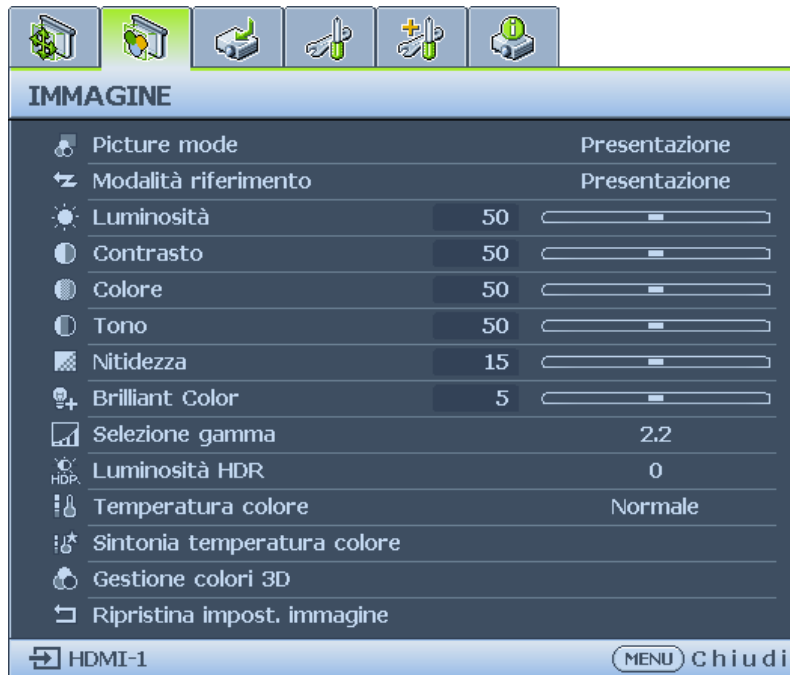 IMMAGINE
Picture mode Presentazione
Modalità riferimento Presentazione
Luminosità 50
Contrasto 50
Colore 50
Tono 50
Nitidezza 15
Brilliant Color 5
Selezione gamma 2.2
HDR Luminosità HDR 0
Temperatura colore Normale
Sintonia temperatura colore
Gestione colori 3D
Ripristina impost. immagine
HDMI-1 MENU Chiudi